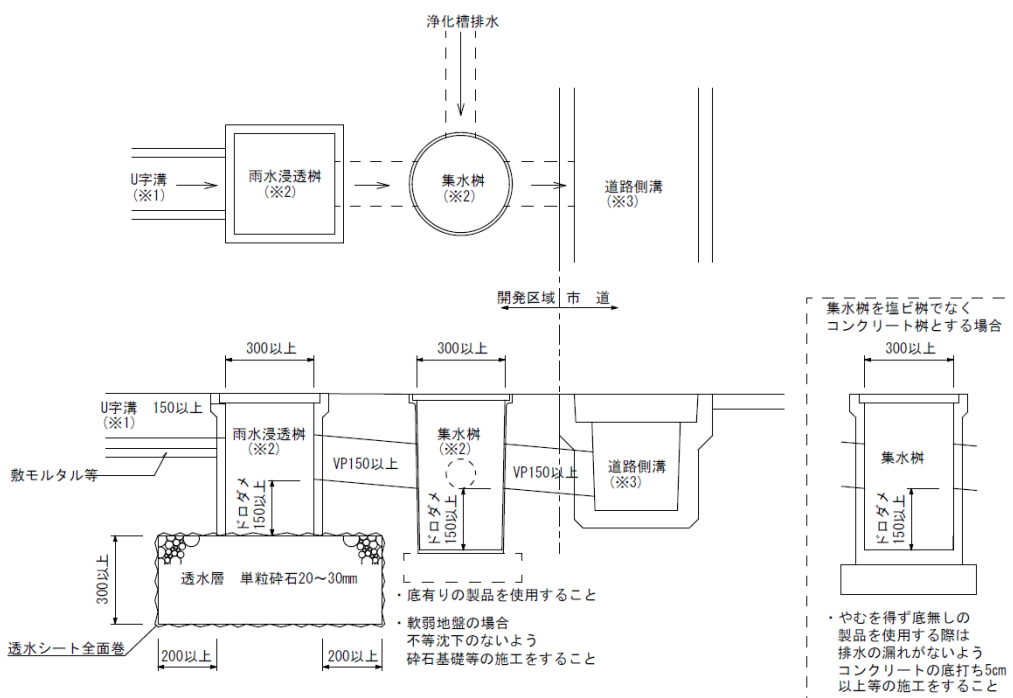 浄化槽排水
U字溝
(※1)
雨水浸透桝
(※2)
集水桝
(※2)
道路側溝
(※3)
開発区域 市 道
300以上
300以上
U字溝 150以上
(※1)
雨水浸透桝
(※2)
集水桝
(※2)
VP150以上
VP150以上
道路側溝
(※3)
敷モルタル等
ドロダメ
150以上
ドロダメ
150以上
300以上
透水層 単粒砕石20～30mm
透水シート全面巻
200以上
200以上
・底有りの製品を使用すること
・軟弱地盤の場合
不等沈下のないよう
砕石基礎等の施工をすること
集水桝を塩ビ桝でなく
コンクリート桝とする場合
300以上
集水桝
ドロダメ
150以上
・やむを得ず底無しの
製品を使用する際は
排水の漏れがないよう
コンクリートの底打ち5cm
以上等の施工をすること